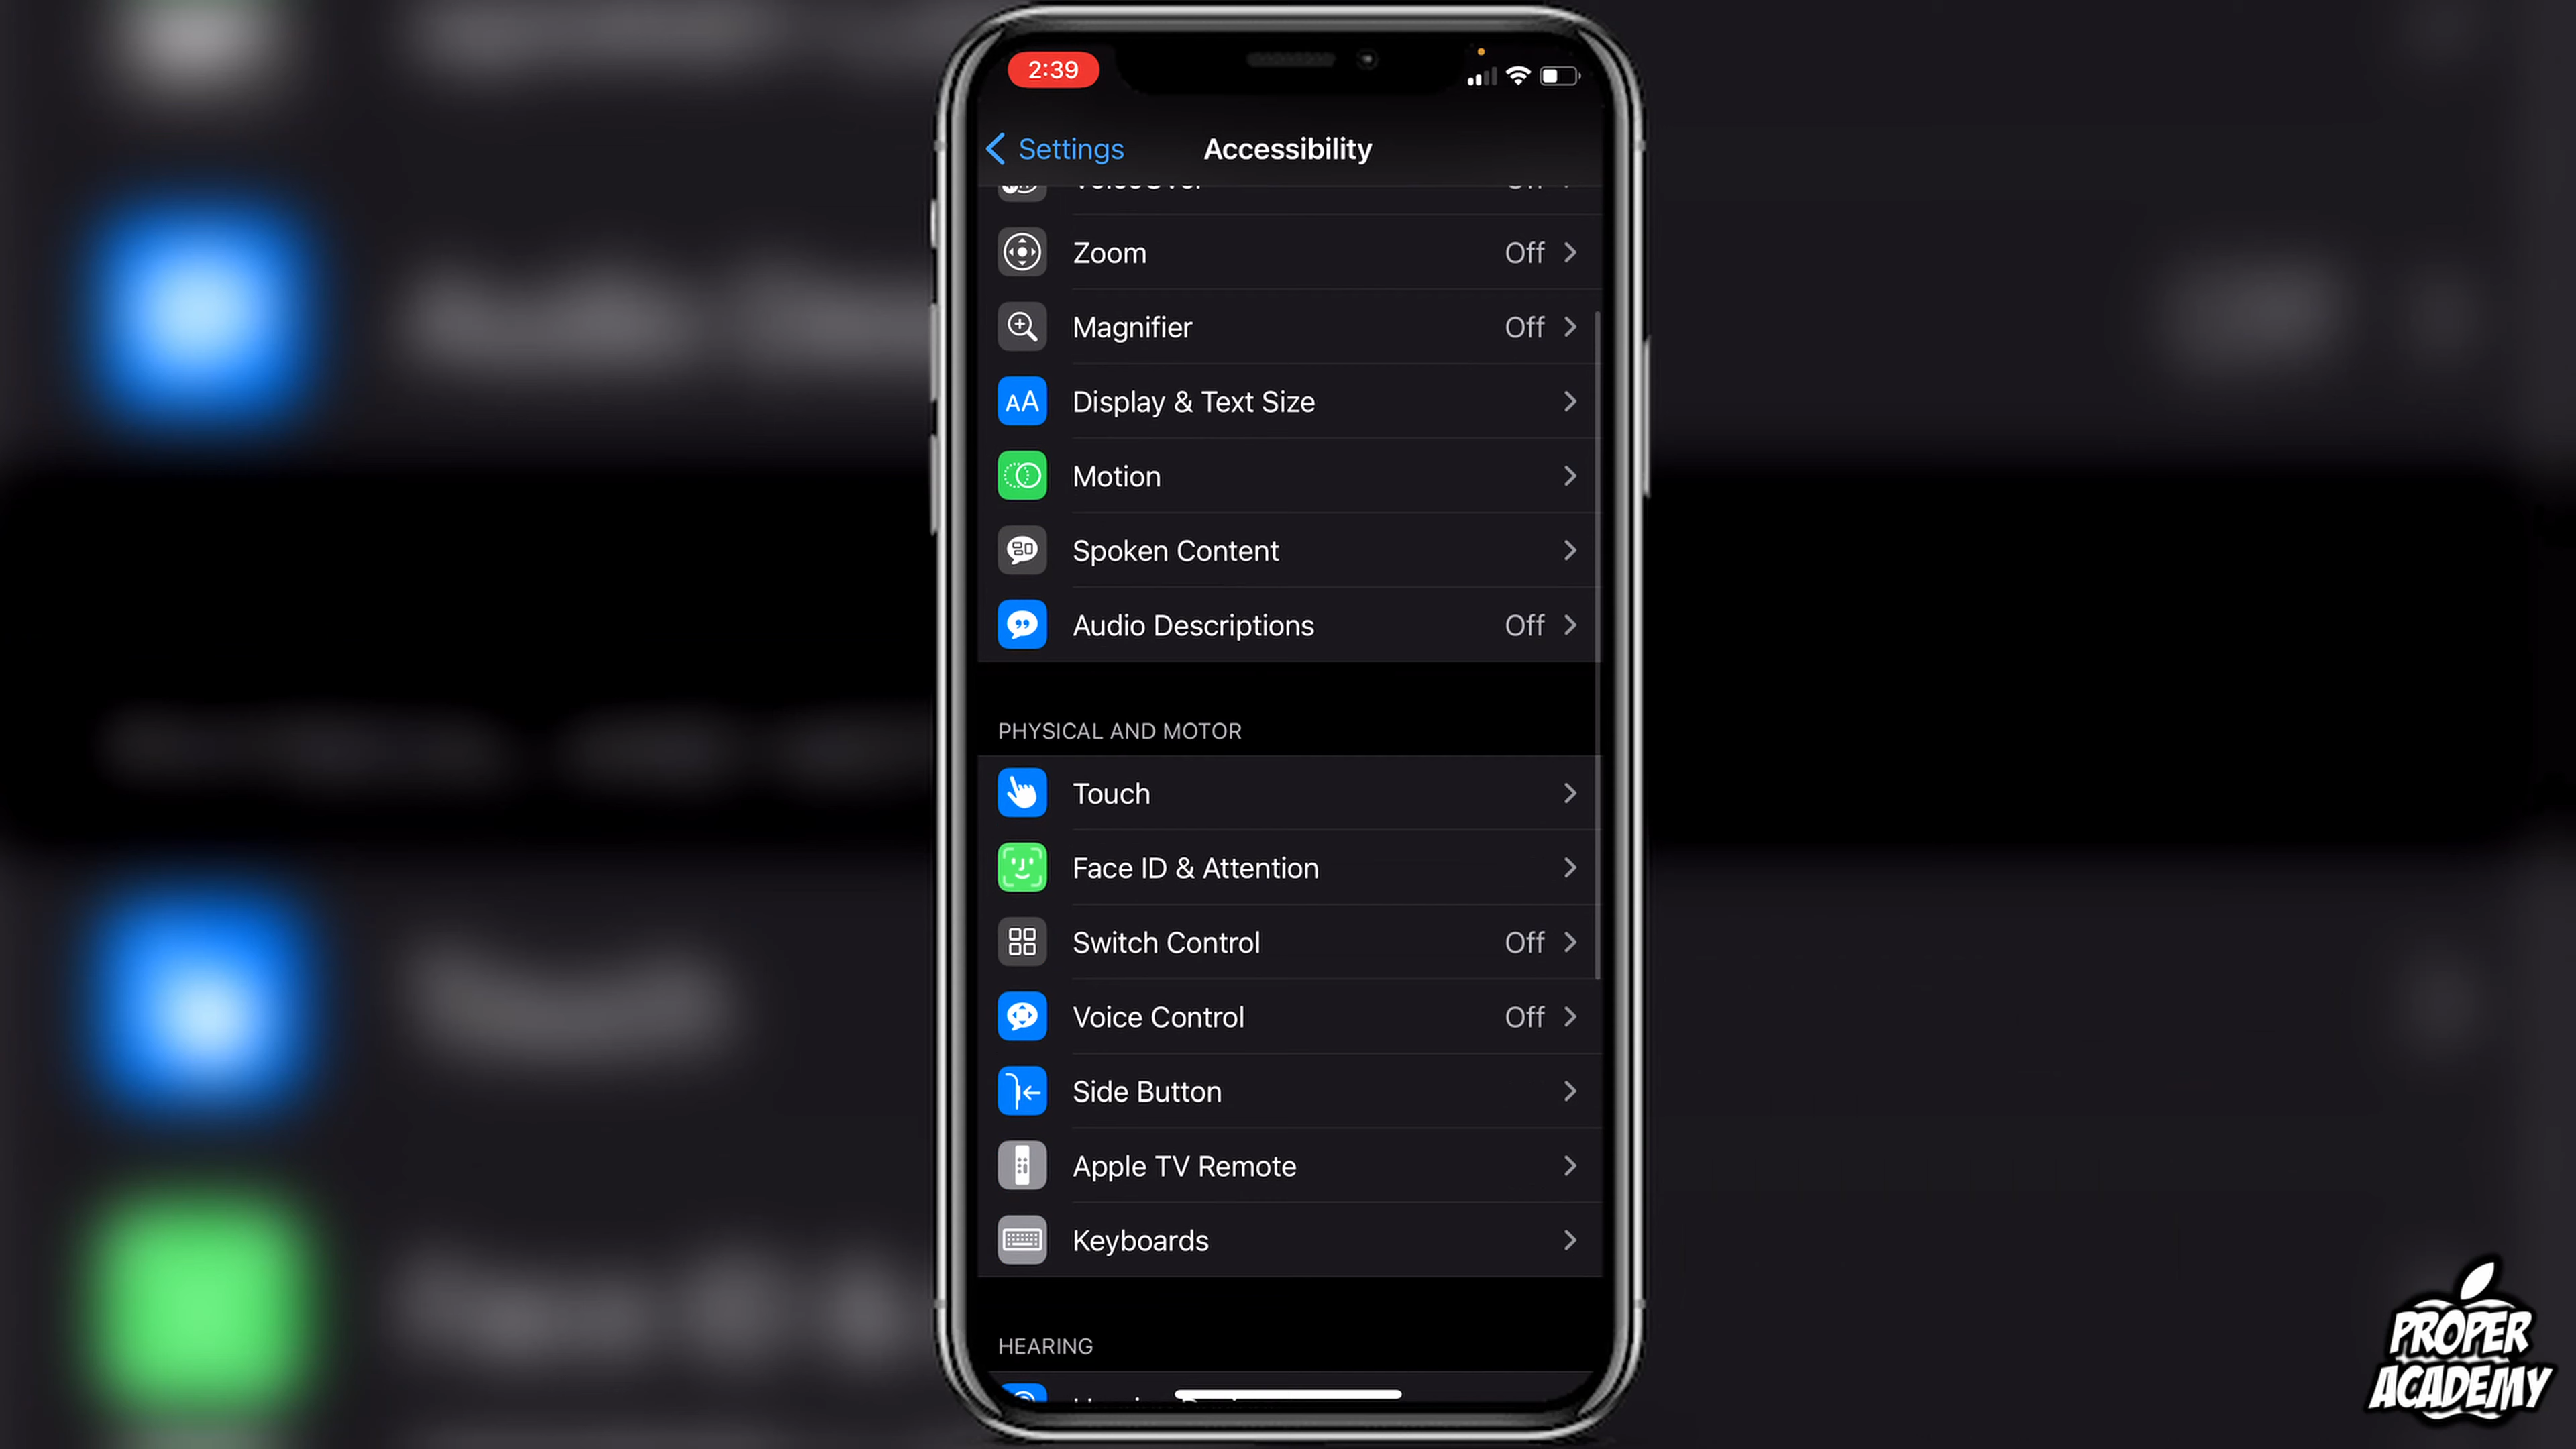 2:39
Settings
Accessibility
Zoom Off
Magnifier Off
AA Display & Text Size
Motion
Spoken Content
Audio Descriptions Off
PHYSICAL AND MOTOR
Touch
Face ID & Attention
Switch Control Off
Voice Control Off
Side Button
Apple TV Remote
Keyboards
HEARING
PROPER
ACADEMY